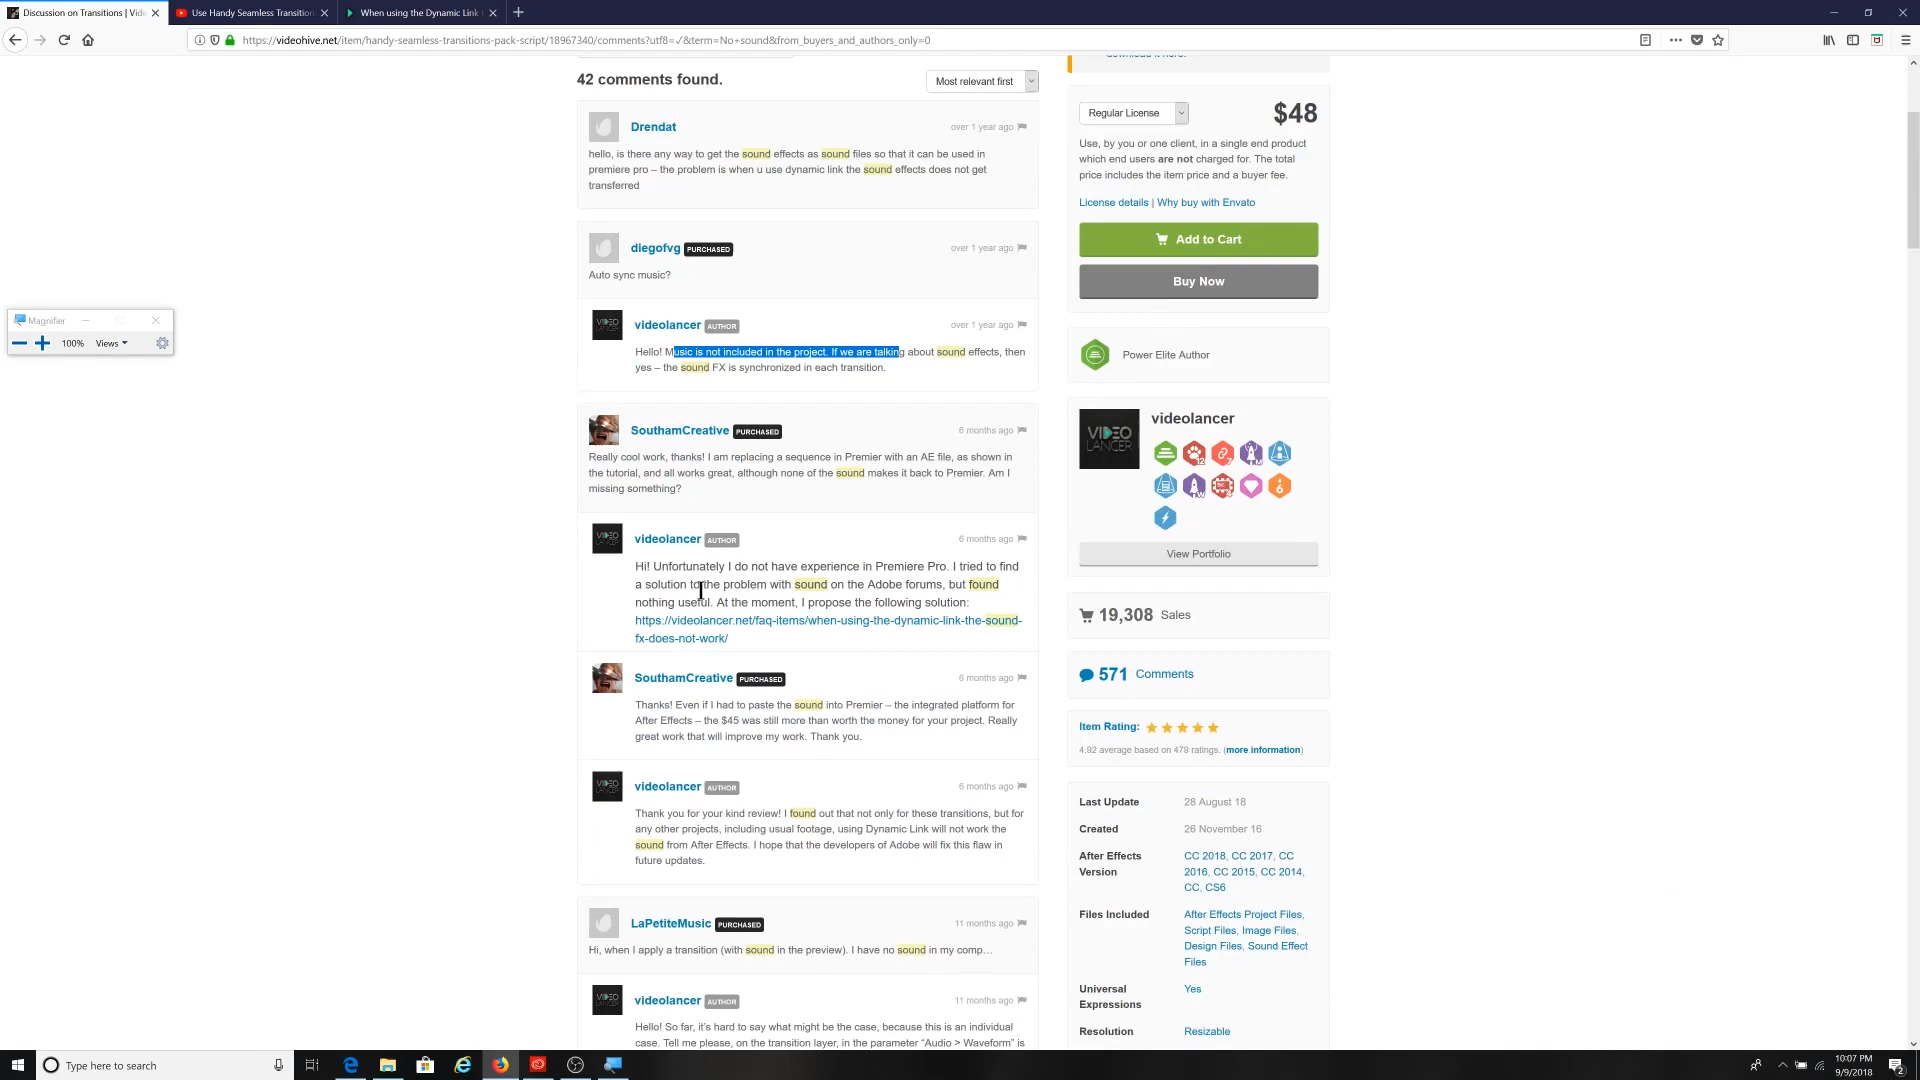 Discussion on Transitions | Vide
Use Handy Seamless Transition
When using the Dynamic Link
https://videohive.net/item/handy-seamless-transitions-pack-script/18967340/comments?utf8=✓&term=No+sound&from_buyers_and_authors_only=0
42 comments found.
Most relevant first
Drendat
over 1 year ago
hello, is there any way to get the sound effects as sound files so that it can be used in
premiere pro – the problem is when u use dynamic link the sound effects does not get
transferred
diegofvg PURCHASED
over 1 year ago
Auto sync music?
videolancer AUTHOR
over 1 year ago
Hello! Music is not included in the project. If we are talking about sound effects, then
yes – the sound FX is synchronized in each transition.
SouthamCreative PURCHASED
6 months ago
Really cool work, thanks! I am replacing a sequence in Premier with an AE file, as shown in
the tutorial, and all works great, although none of the sound makes it back to Premier. Am I
missing something?
videolancer AUTHOR
6 months ago
Hi! Unfortunately I do not have experience in Premiere Pro. I tried to find
a solution to the problem with sound on the Adobe forums, but found
nothing useful. At the moment, I propose the following solution:
https://videolancer.net/faq-items/when-using-the-dynamic-link-the-sound-
fx-does-not-work/
SouthamCreative PURCHASED
6 months ago
Thanks! Even if I had to paste the sound into Premier – the integrated platform for
After Effects – the $45 was still more than worth the money for your project. Really
great work that will improve my work. Thank you.
videolancer AUTHOR
6 months ago
Thank you for your kind review! I found out that not only for these transitions, but for
any other projects, including usual footage, using Dynamic Link will not work the
sound from After Effects. I hope that the developers of Adobe will fix this flaw in
future updates.
LaPetiteMusic PURCHASED
11 months ago
Hi, when I apply a transition (with sound in the preview). I have no sound in my comp…
videolancer AUTHOR
11 months ago
Hello! So far, it's hard to say what might be the case, because this is an individual
case. Tell me please, on the transition layer, in the parameter "Audio > Waveform" is
Magnifier
100%
Views
Regular License
$48
Use, by you or one client, in a single end product
which end users are not charged for. The total
price includes the item price and a buyer fee.
License details | Why buy with Envato
Add to Cart
Buy Now
Power Elite Author
VIDEO
LANCER
videolancer
View Portfolio
19,308 Sales
571 Comments
Item Rating:
4.92 average based on 479 ratings. (more information)
Last Update
28 August 18
Created
26 November 16
After Effects
Version
CC 2018, CC 2017, CC
2016, CC 2015, CC 2014,
CC, CS6
Files Included
After Effects Project Files,
Script Files, Image Files,
Design Files, Sound Effect
Files
Universal
Expressions
Yes
Resolution
Resizable
Type here to search
10:07 PM
9/9/2018